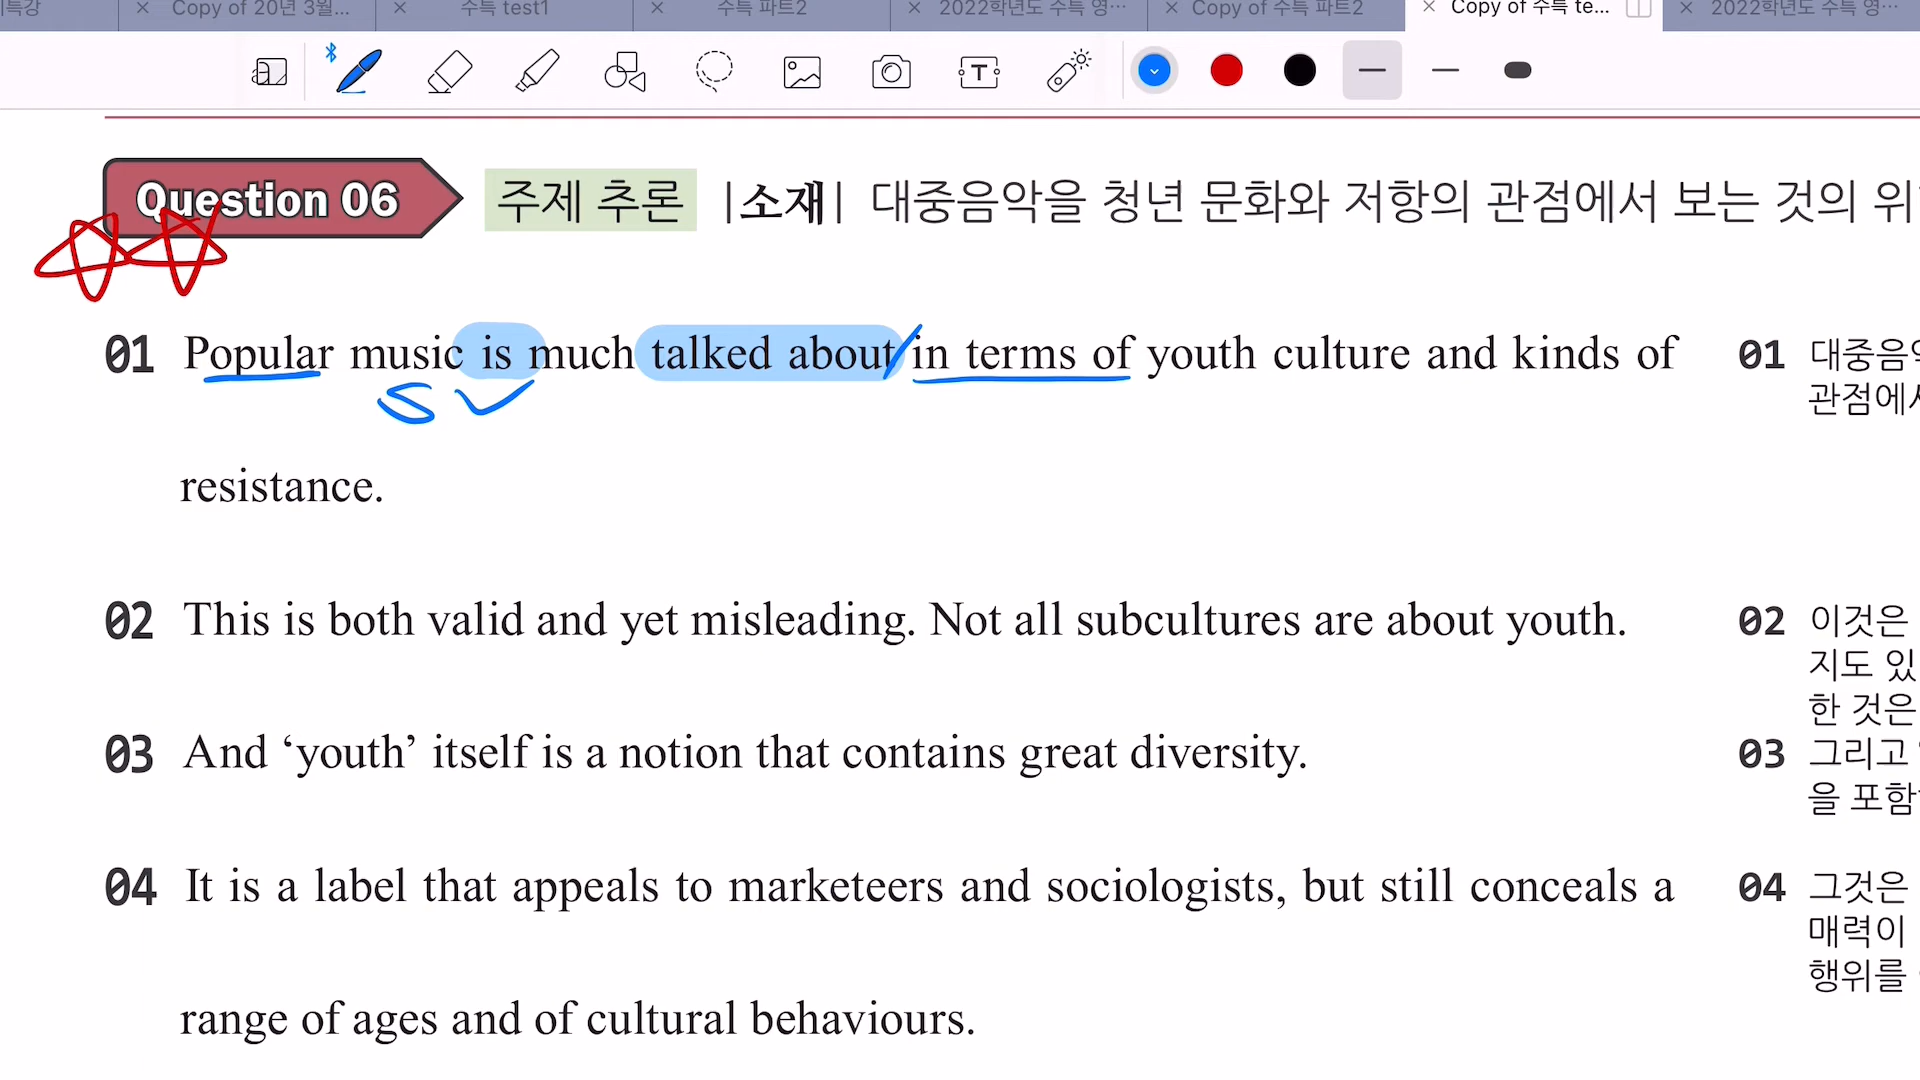 특강
Copy of 20년 3월...
수특 test1
수특 파트2
2022학년도 수특 영...
Copy of 수특 파트2
Copy of 수특 te...
2022학년도 수특 영...
T
Question 06 주제 추론 |소재| 대중음악을 청년 문화와 저항의 관점에서 보는 것의 위
01 Popular music is much talked about in terms of youth culture and kinds of
S V
resistance.
02 This is both valid and yet misleading. Not all subcultures are about youth.
03 And ‘youth’ itself is a notion that contains great diversity.
04 It is a label that appeals to marketeers and sociologists, but still conceals a
range of ages and of cultural behaviours.
01 대중음악
관점에서
02 이것은
지도 있
한 것은
03 그리고
을 포함
04 그것은
매력이
행위를